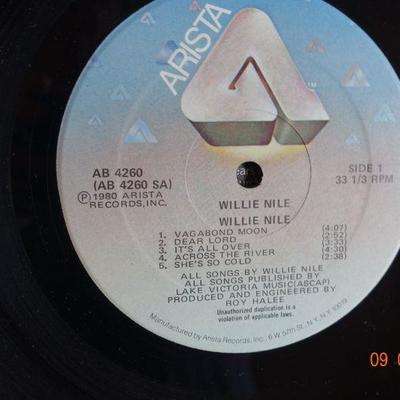 ARISTA
TM
AB 4260
(AB 4260 SA)
Ⓟ 1980 ARISTA
RECORDS, INC.
SIDE 1
33 1/3 RPM
WILLIE NILE
WILLIE NILE
1. VAGABOND MOON (4:07)
2. DEAR LORD (2:52)
3. IT'S ALL OVER (3:33)
4. ACROSS THE RIVER (4:30)
5. SHE'S SO COLD (2:38)
ALL SONGS BY WILLIE NILE
ALL SONGS PUBLISHED BY
LAKE VICTORIA MUSIC(ASCAP)
PRODUCED AND ENGINEERED BY
ROY HALEE
Unauthorized duplication is a
violation of applicable laws.
Manufactured by Arista Records, Inc., 6 W 57th St., N.Y., N.Y. 10019
09